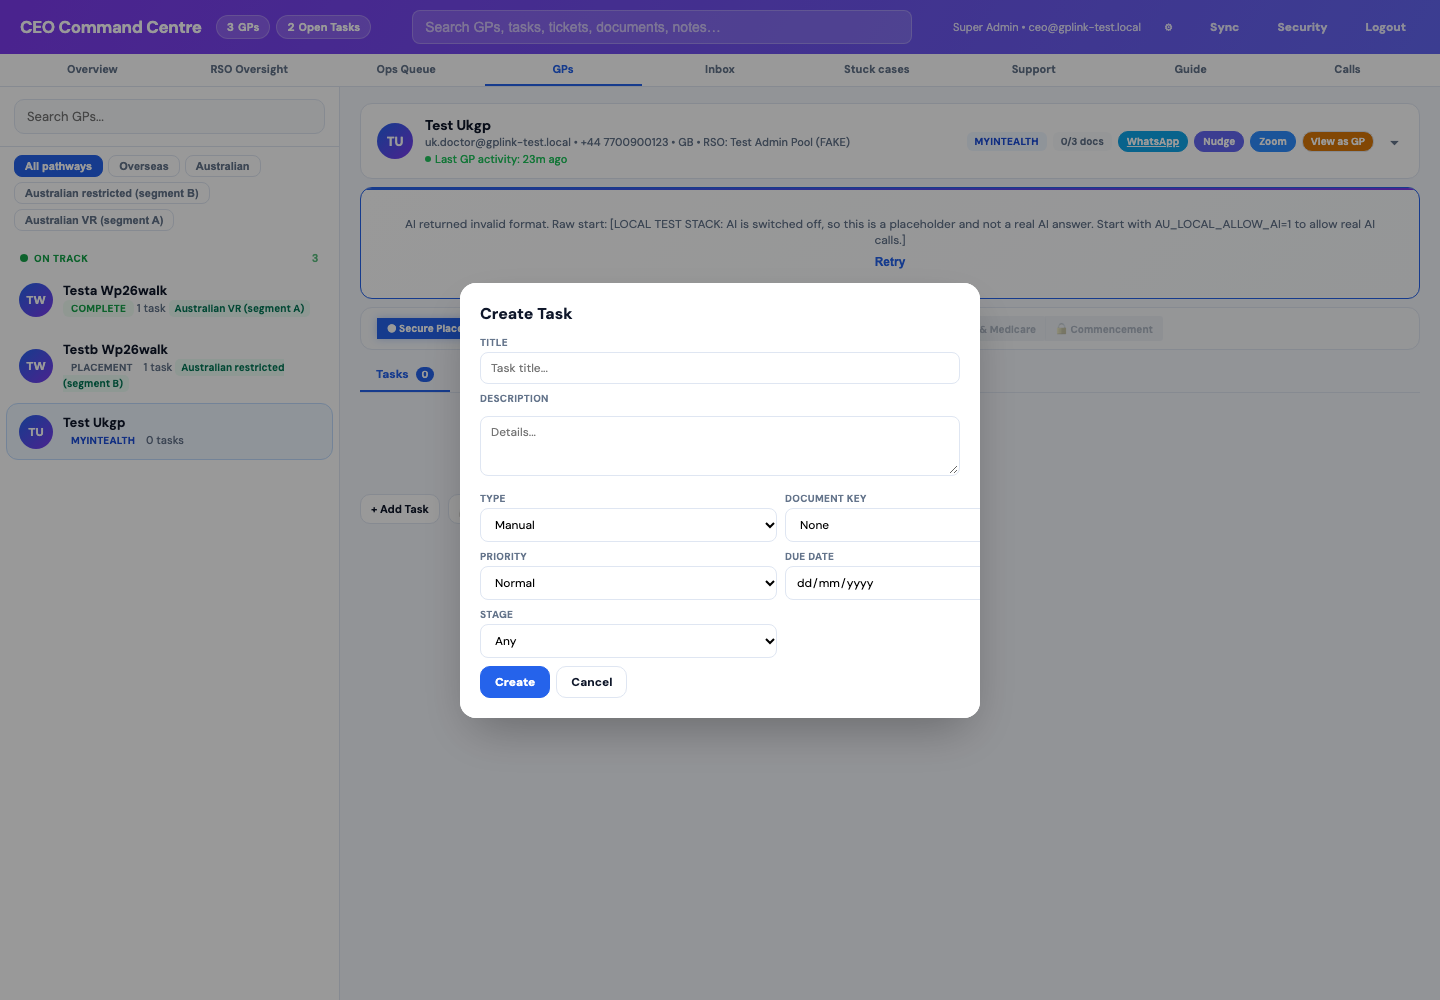 CEO Command Centre
3 GPs
2 Open Tasks
Search GPs, tasks, tickets, documents, notes...
Super Admin • ceo@gplink-test.local
Sync
Security
Logout
Overview
RSO Oversight
Ops Queue
GPs
Inbox
Stuck cases
Support
Guide
Calls
Search GPs...
All pathways
Overseas
Australian
Australian restricted (segment B)
Australian VR (segment A)
ON TRACK
3
TW
Testa Wp26walk
COMPLETE 1 task Australian VR (segment A)
TW
Testb Wp26walk
PLACEMENT 1 task Australian restricted
(segment B)
TU
Test Ukgp
MYINTEALTH 0 tasks
TU
Test Ukgp
uk.doctor@gplink-test.local • +44 7700900123 • GB • RSO: Test Admin Pool (FAKE)
Last GP activity: 23m ago
MYINTEALTH
0/3 docs
WhatsApp
Nudge
Zoom
View as GP
AI returned invalid format. Raw start: [LOCAL TEST STACK: AI is switched off, so this is a placeholder and not a real AI answer. Start with AU_LOCAL_ALLOW_AI=1 to allow real AI
calls.]
Retry
Secure Place
& Medicare
Commencement
Tasks 0
+ Add Task
Create Task
TITLE
Task title...
DESCRIPTION
Details...
TYPE
DOCUMENT KEY
Manual
None
PRIORITY
DUE DATE
Normal
dd/mm/yyyy
STAGE
Any
Create
Cancel